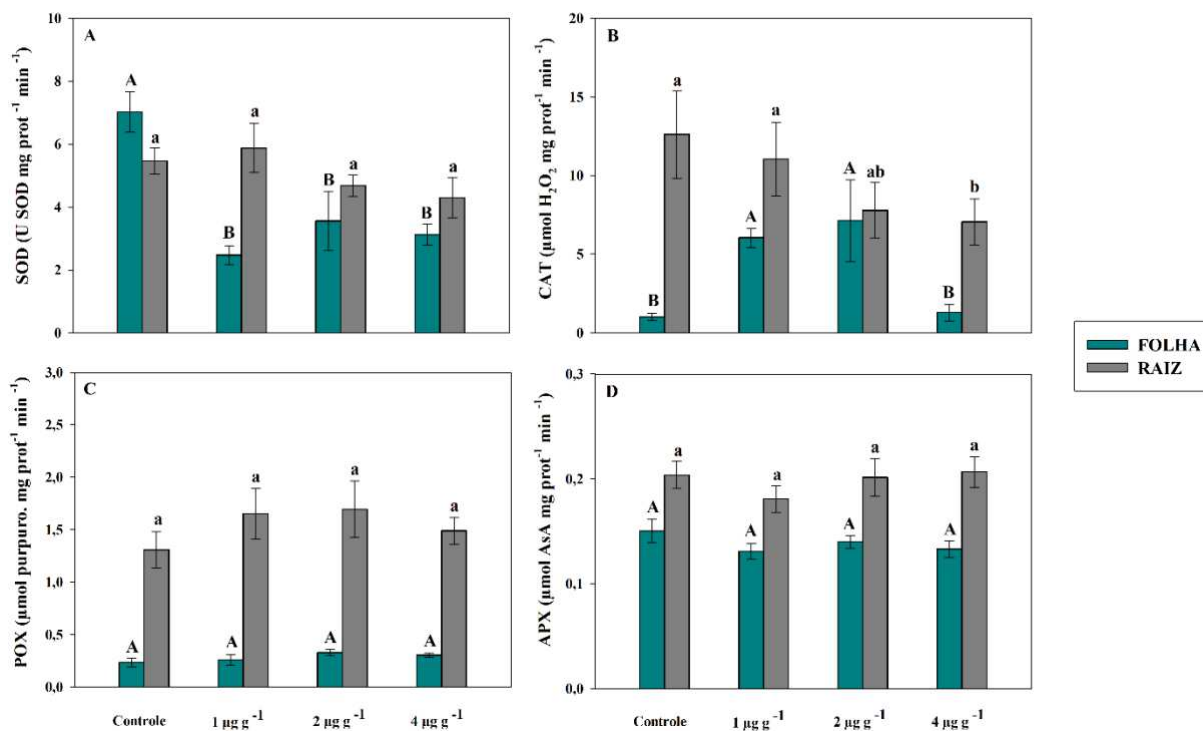 A
SOD (U SOD mg prot ⁻¹ min ⁻¹)
10
8
6
4
2
0
A a
B a
B a
B a
B
CAT (µmol H₂O₂ mg prot⁻¹ min ⁻¹)
20
15
10
5
0
B a
A a
A ab
B b
FOLHA
RAIZ
C
POX (µmol purpuro. mg prot⁻¹ min ⁻¹)
3,0
2,5
2,0
1,5
1,0
0,5
0,0
A a
A a
A a
A a
Controle 1 µg g ⁻¹ 2 µg g ⁻¹ 4 µg g ⁻¹
D
APX (µmol AsA mg prot⁻¹ min ⁻¹)
0,3
0,2
0,1
0,0
A a
A a
A a
A a
Controle 1 µg g ⁻¹ 2 µg g ⁻¹ 4 µg g ⁻¹